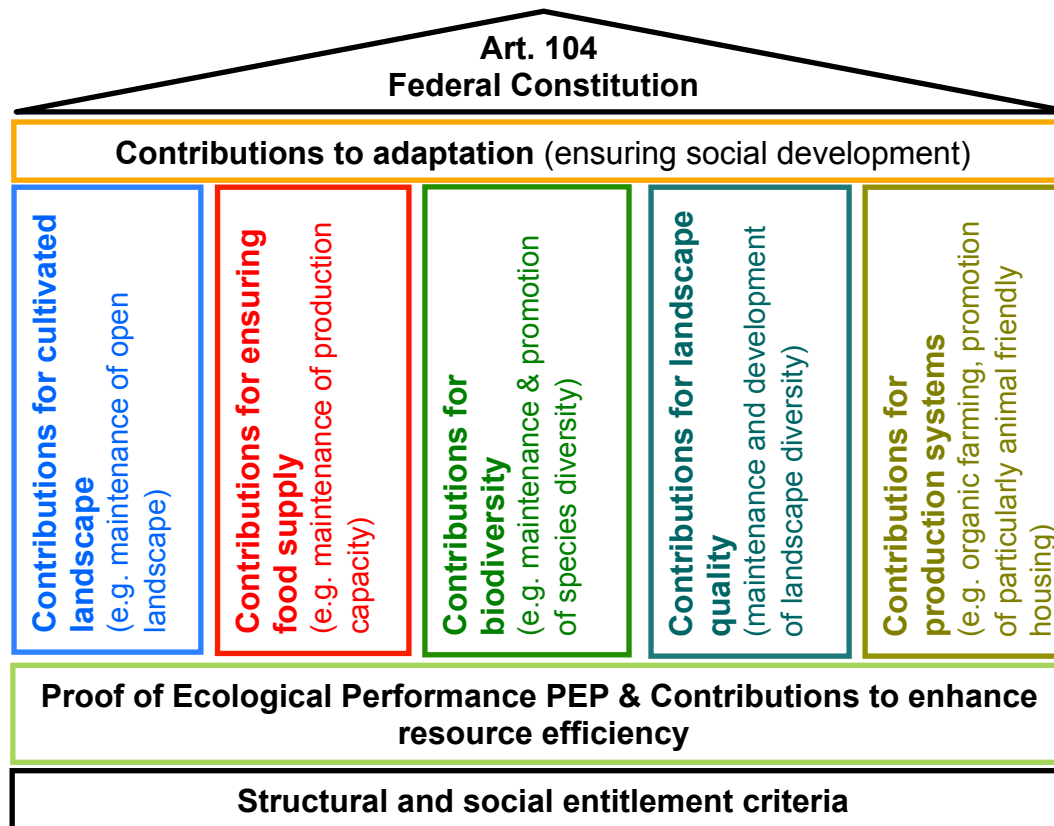 Art. 104
Federal Constitution
Contributions to adaptation (ensuring social development)
Contributions for cultivated
landscape
(e.g. maintenance of open
landscape)
Contributions for ensuring
food supply
(e.g. maintenance of production
capacity)
Contributions for
biodiversity
(e.g. maintenance & promotion
of species diversity)
Contributions for landscape
quality
(maintenance and development
of landscape diversity)
Contributions for
production systems
(e.g. organic farming, promotion
of particularly animal friendly
housing)
Proof of Ecological Performance PEP & Contributions to enhance
resource efficiency
Structural and social entitlement criteria